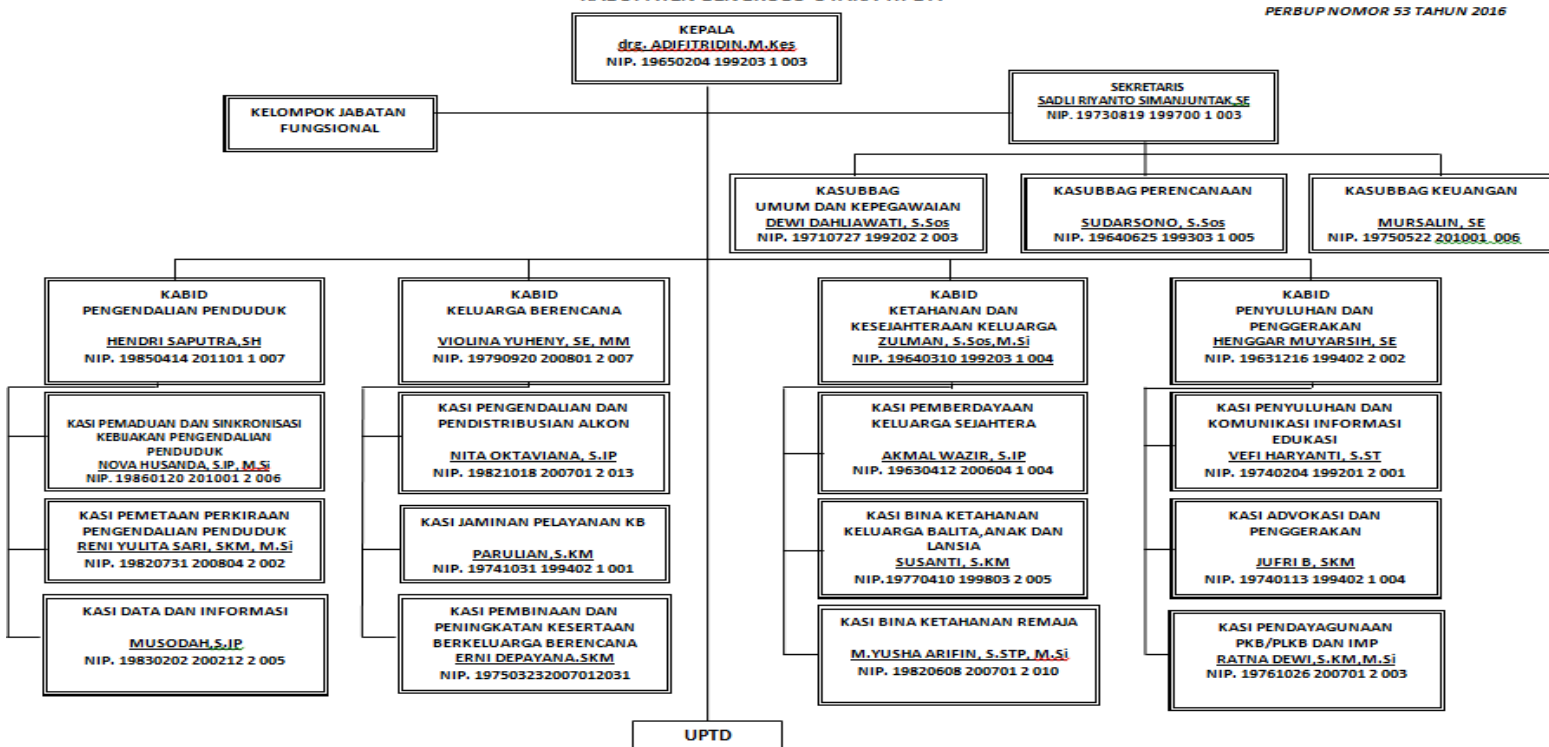 PERBUP NOMOR 53 TAHUN 2016
KEPALA
drg. ADIFITRIDIN.M.Kes
NIP. 19650204 199203 1 003
KELOMPOK JABATAN
FUNGSIONAL
SEKRETARIS
SADLI RIYANTO SIMANJUNTAK,SE
NIP. 19730819 199700 1 003
KASUBBAG
UMUM DAN KEPEGAWAIAN
DEWI DAHLIAWATI, S.Sos
NIP. 19710727 199202 2 003
KASUBBAG PERENCANAAN
SUDARSONO, S.Sos
NIP. 19640625 199303 1 005
KASUBBAG KEUANGAN
MURSALIN, SE
NIP. 19750522 201001 006
KABID
PENGENDALIAN PENDUDUK
HENDRI SAPUTRA,SH
NIP. 19850414 201101 1 007
KABID
KELUARGA BERENCANA
VIOLINA YUHENY, SE, MM
NIP. 19790920 200801 2 007
KABID
KETAHANAN DAN
KESEJAHTERAAN KELUARGA
ZULMAN, S.Sos,M.Si
NIP. 19640310 199203 1 004
KABID
PENYULUHAN DAN
PENGGERAKAN
HENGGAR MUYARSIH, SE
NIP. 19631216 199402 2 002
KASI PEMADUAN DAN SINKRONISASI
KEBIJAKAN PENGENDALIAN
PENDUDUK
NOVA HUSANDA, S.IP, M.Si
NIP. 19860120 201001 2 006
KASI PENGENDALIAN DAN
PENDISTRIBUSIAN ALKON
NITA OKTAVIANA, S.IP
NIP. 19821018 200701 2 013
KASI PEMBERDAYAAN
KELUARGA SEJAHTERA
AKMAL WAZIR, S.IP
NIP. 19630412 200604 1 004
KASI PENYULUHAN DAN
KOMUNIKASI INFORMASI
EDUKASI
VEFI HARYANTI, S.ST
NIP. 19740204 199201 2 001
KASI PEMETAAN PERKIRAAN
PENGENDALIAN PENDUDUK
RENI YULITA SARI, SKM, M.Si
NIP. 19820731 200804 2 002
KASI JAMINAN PELAYANAN KB
PARULIAN,S.KM
NIP. 19741031 199402 1 001
KASI BINA KETAHANAN
KELUARGA BALITA,ANAK DAN
LANSIA
SUSANTI, S.KM
NIP.19770410 199803 2 005
KASI ADVOKASI DAN
PENGGERAKAN
JUFRI B, SKM
NIP. 19740113 199402 1 004
KASI DATA DAN INFORMASI
MUSODAH,S.IP
NIP. 19830202 200212 2 005
KASI PEMBINAAN DAN
PENINGKATAN KESERTAAN
BERKELUARGA BERENCANA
ERNI DEPAYANA.SKM
NIP. 197503232007012031
KASI BINA KETAHANAN REMAJA
M.YUSHA ARIFIN, S.STP, M.Si
NIP. 19820608 200701 2 010
KASI PENDAYAGUNAAN
PKB/PLKB DAN IMP
RATNA DEWI,S.KM,M.Si
NIP. 19761026 200701 2 003
UPTD